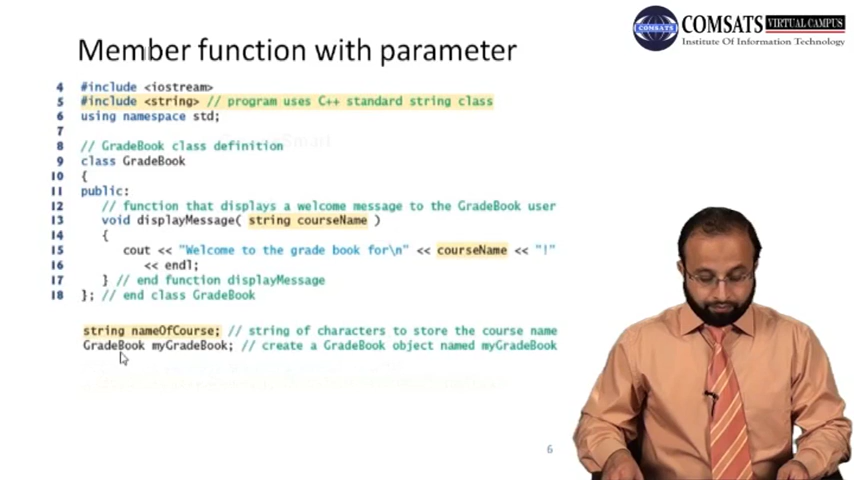 COMSATS VIRTUAL CAMPUS
Institute Of Information Technology
Member function with parameter
4 #include <iostream>
5 #include <string> // program uses C++ standard string class
6 using namespace std;
7
8 // GradeBook class definition
9 class GradeBook
10 {
11 public:
12 // function that displays a welcome message to the GradeBook user
13 void displayMessage( string courseName )
14 {
15 cout << "Welcome to the grade book for\n" << courseName << "!"
16 << endl;
17 } // end function displayMessage
18 }; // end class GradeBook
string nameOfCourse; // string of characters to store the course name
GradeBook myGradeBook; // create a GradeBook object named myGradeBook
6